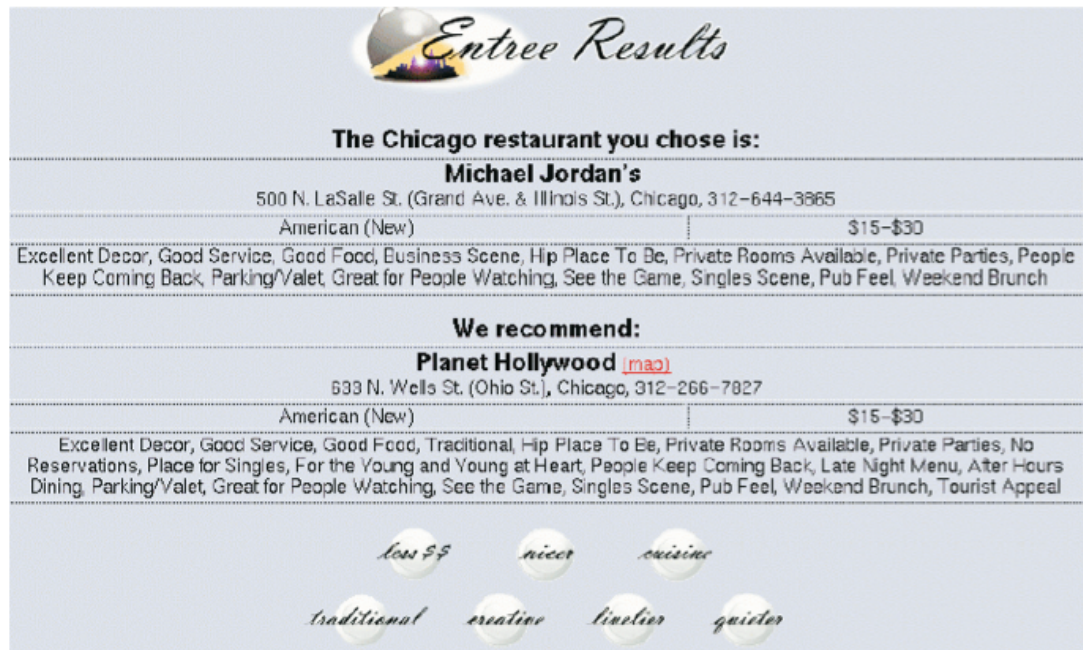 Entree Results
The Chicago restaurant you chose is:
Michael Jordan's
500 N. LaSalle St. (Grand Ave. & Illinois St.), Chicago, 312-644-3865
American (New) $15-$30
Excellent Decor, Good Service, Good Food, Business Scene, Hip Place To Be, Private Rooms Available, Private Parties, People
Keep Coming Back, Parking/Valet, Great for People Watching, See the Game, Singles Scene, Pub Feel, Weekend Brunch
We recommend:
Planet Hollywood (map)
633 N. Wells St. (Ohio St.), Chicago, 312-266-7827
American (New) $15-$30
Excellent Decor, Good Service, Good Food, Traditional, Hip Place To Be, Private Rooms Available, Private Parties, No
Reservations, Place for Singles, For the Young and Young at Heart, People Keep Coming Back, Late Night Menu, After Hours
Dining, Parking/Valet, Great for People Watching, See the Game, Singles Scene, Pub Feel, Weekend Brunch, Tourist Appeal
less $$ nicer cuisine
traditional creative livelier quieter